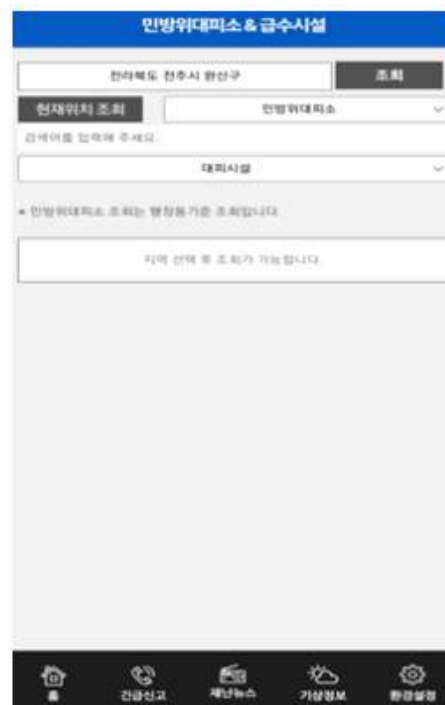 민방위대피소 & 급수시설
전라북도 전주시 완산구 조회
현재위치 조회 민방위대피소
검색어를 입력해 주세요.
대피시설
* 민방위대피소 조회는 행정동기준 조회입니다.
지역 선택 후 조회가 가능합니다.
홈 긴급신고 재난뉴스 기상정보 환경설정